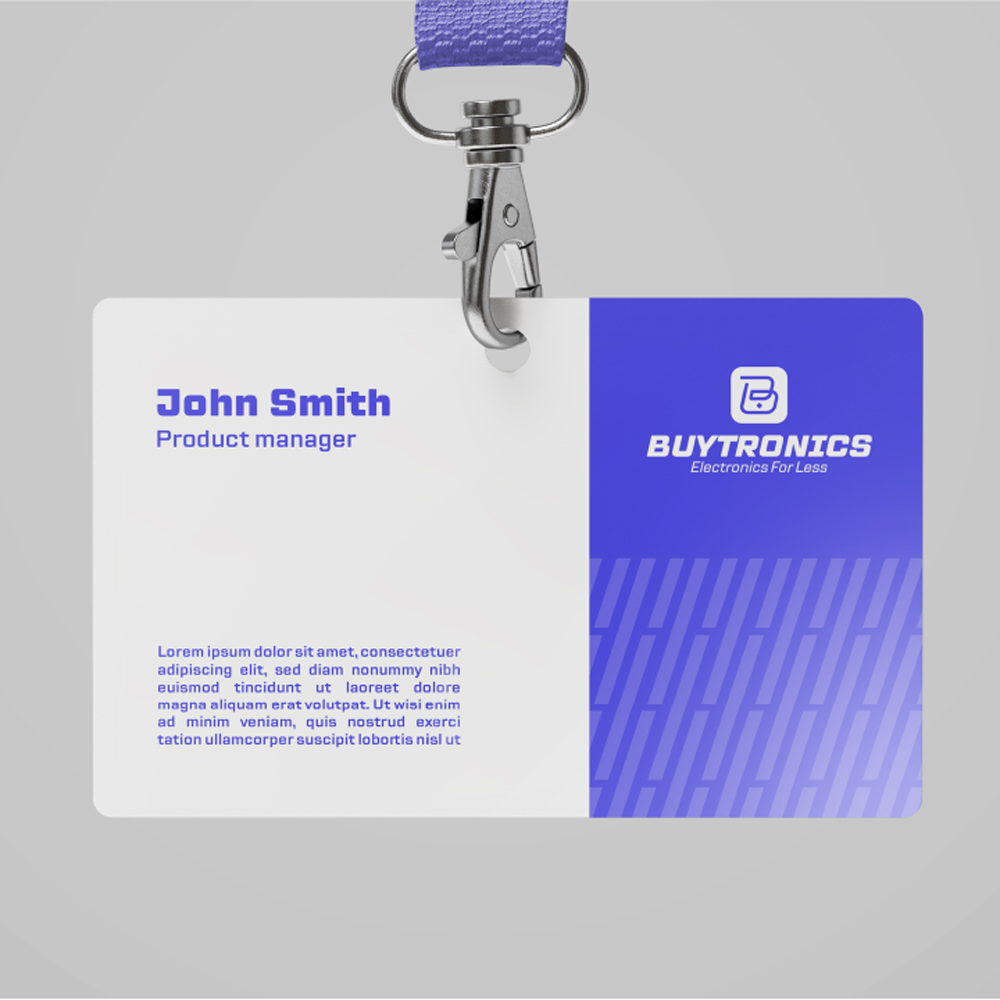 John Smith
Product manager
BUYTRONICS
Electronics For Less
Lorem ipsum dolor sit amet, consectetuer
adipiscing elit, sed diam nonummy nibh
euismod tincidunt ut laoreet dolore
magna aliquam erat volutpat. Ut wisi enim
ad minim veniam, quis nostrud exerci
tation ullamcorper suscipit lobortis nisl ut